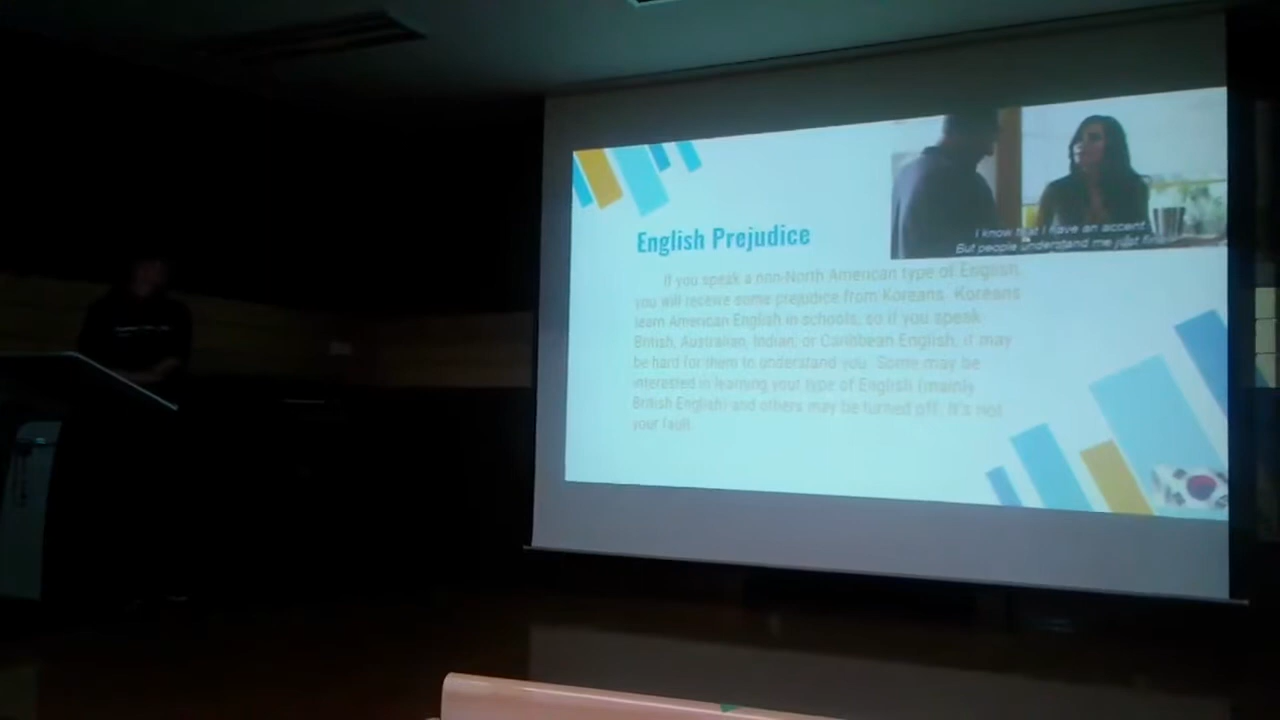 English Prejudice
I know that I have an accent
But people understand me just fine
If you speak a non-North American type of English,
you will receive some prejudice from Koreans. Koreans
learn American English in schools, so if you speak
British, Australian, Indian, or Caribbean English, it may
be hard for them to understand you. Some may be
interested in learning your type of English (mainly
British English) and others may be turned off. It's not
your fault.